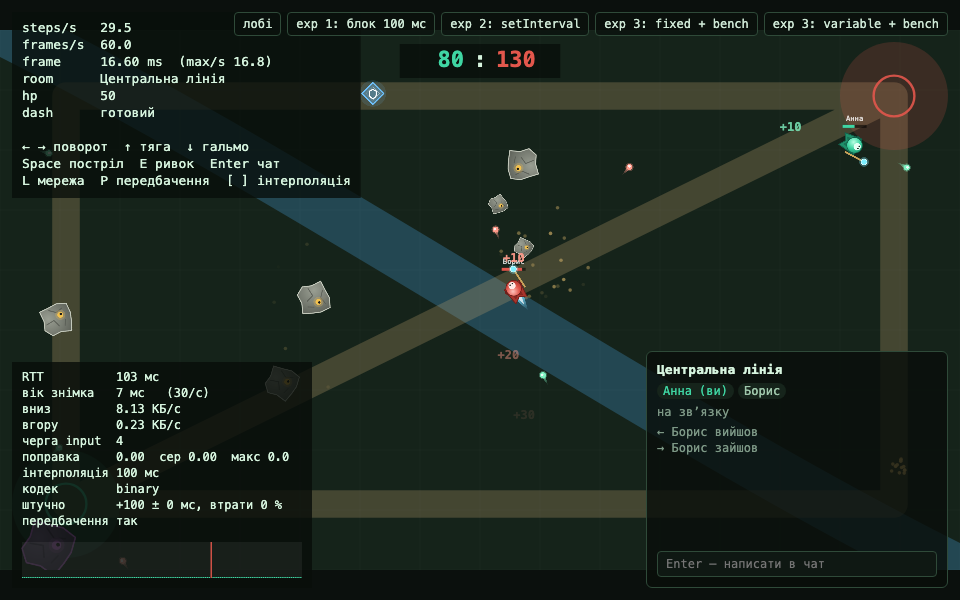 steps/s 29.5
frames/s 60.0
frame 16.60 ms (max/s 16.8)
room Центральна лінія
hp 50
dash готовий
← → поворот ↑ тяга ↓ гальмо
Space постріл E ривок Enter чат
L мережа P передбачення [ ] інтерполяція
лобі
exp 1: блок 100 мс
exp 2: setInterval
exp 3: fixed + bench
exp 3: variable + bench
80 : 130
Анна
+10
+10
Борис
+20
+30
RTT 103 мс
вік знімка 7 мс (30/с)
вниз 8.13 КБ/с
вгору 0.23 КБ/с
черга input 4
поправка 0.00 сер 0.00 макс 0.0
інтерполяція 100 мс
кодек binary
штучно +100 ± 0 мс, втрати 0 %
передбачення так
Центральна лінія
Анна (ви) Борис
на зв’язку
← Борис вийшов
→ Борис зайшов
Enter — написати в чат